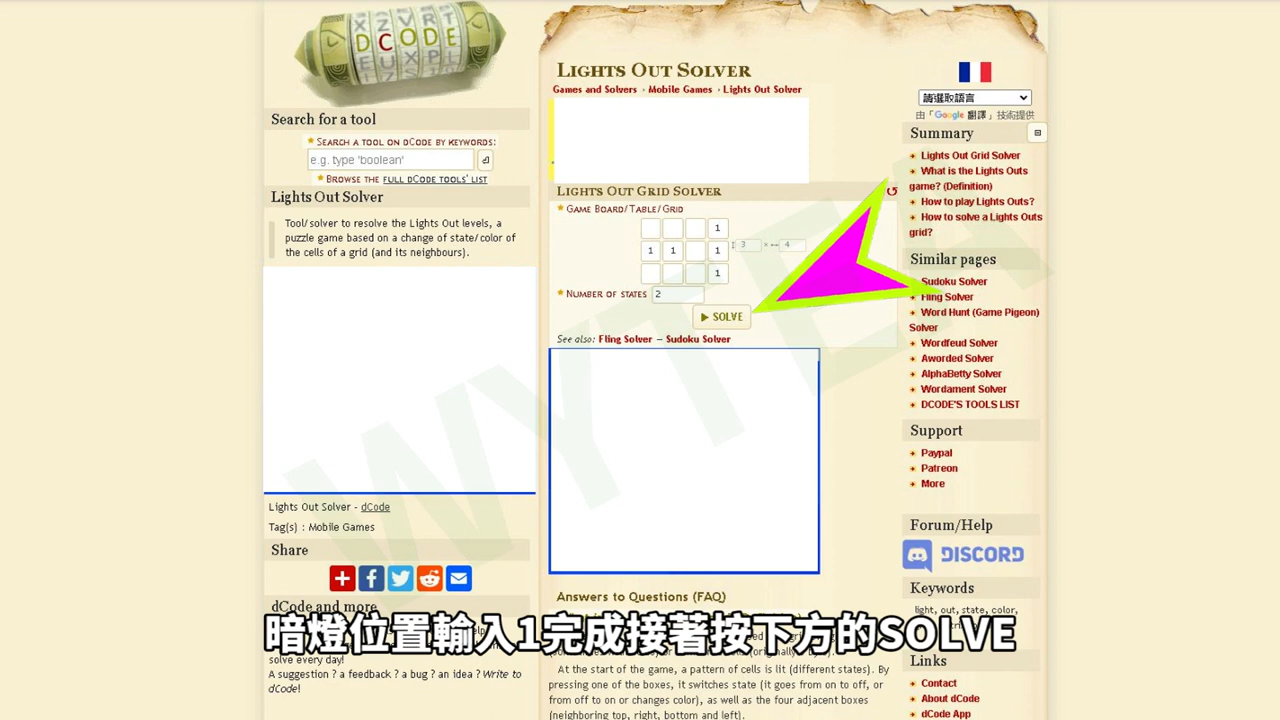 X Z V R T
D C O D E
E U X P L
Search for a tool
SEARCH A TOOL ON DCODE BY KEYWORDS:
e.g. type 'boolean'
BROWSE THE FULL DCODE TOOLS' LIST
Lights Out Solver
Tool/solver to resolve the Lights Out levels, a
puzzle game based on a change of state/color of
the cells of a grid (and its neighbours).
Lights Out Solver - dCode
Tag(s) : Mobile Games
Share
dCode and more
solve every day!
A suggestion ? a feedback ? a bug ? an idea ? Write to
dCode!
LIGHTS OUT SOLVER
Games and Solvers › Mobile Games › Lights Out Solver
LIGHTS OUT GRID SOLVER
GAME BOARD/TABLE/GRID
1
1 1 1
1
3 × 4
NUMBER OF STATES 2
SOLVE
See also: Fling Solver – Sudoku Solver
Answers to Questions (FAQ)
At the start of the game, a pattern of cells is lit (different states). By
pressing one of the boxes, it switches state (it goes from on to off, or
from off to on or changes color), as well as the four adjacent boxes
(neighboring top, right, bottom and left).
請選取語言
由「Google 翻譯」技術提供
Summary
Lights Out Grid Solver
What is the Lights Outs
game? (Definition)
How to play Lights Outs?
How to solve a Lights Outs
grid?
Similar pages
Sudoku Solver
Fling Solver
Word Hunt (Game Pigeon)
Solver
Wordfeud Solver
Aworded Solver
AlphaBetty Solver
Wordament Solver
DCODE'S TOOLS LIST
Support
Paypal
Patreon
More
Forum/Help
DISCORD
Keywords
light, out, state, color,
Links
Contact
About dCode
dCode App
WYTEA
暗燈位置輸入1完成接著按下方的SOLVE